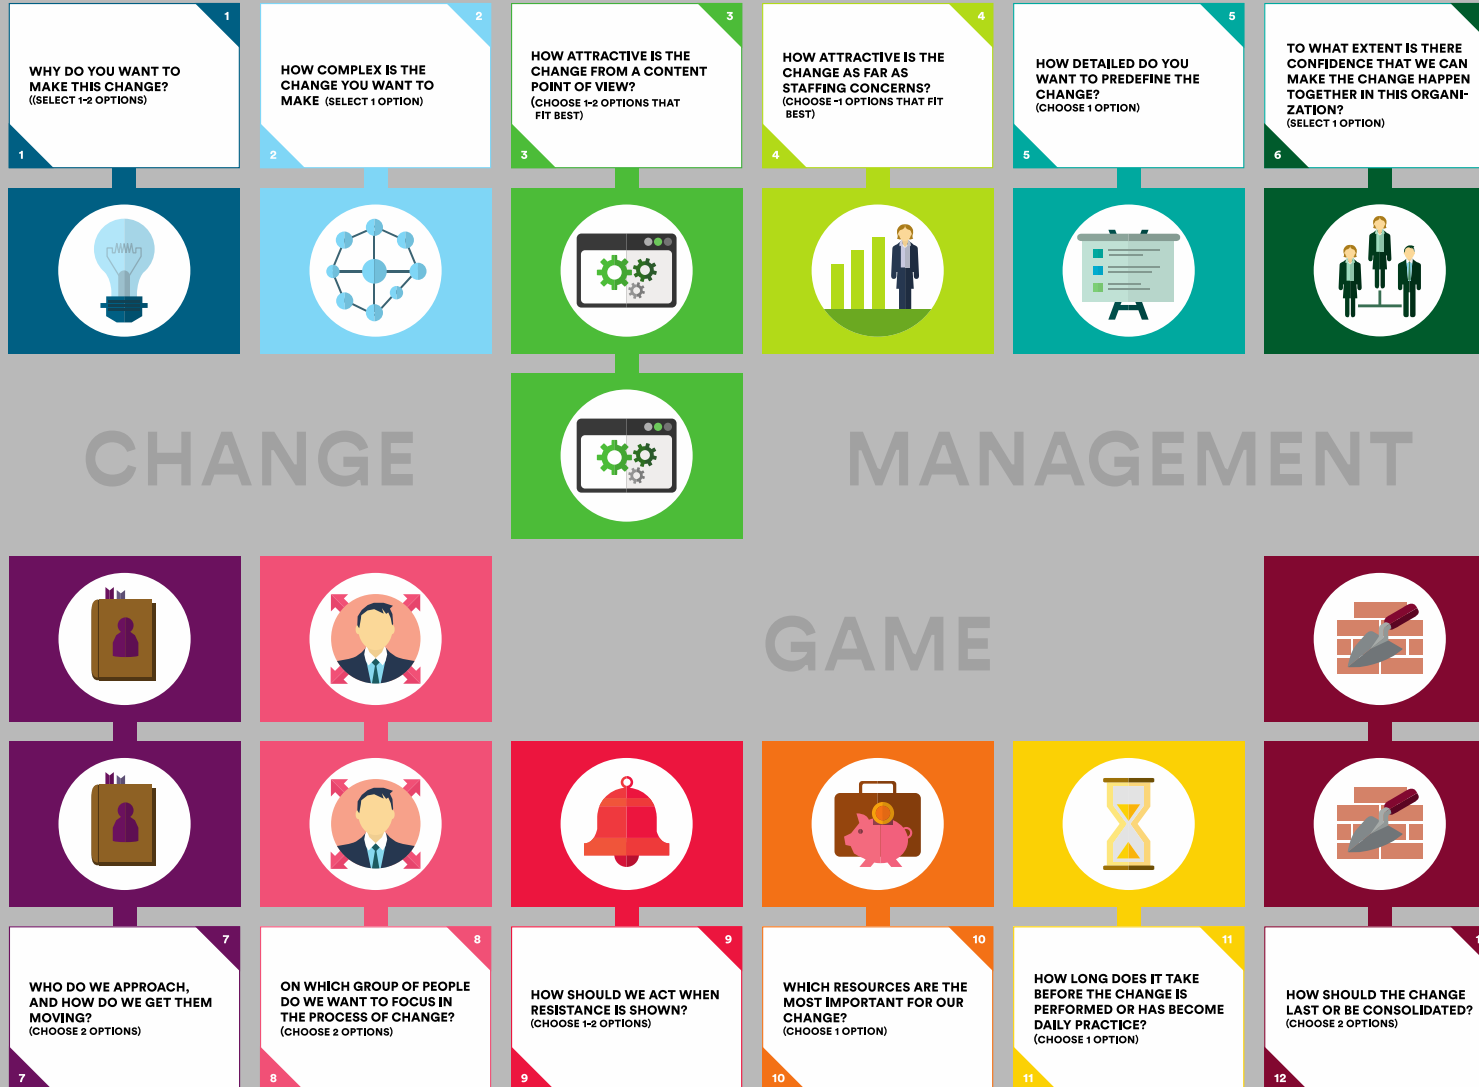 1
WHY DO YOU WANT TO
MAKE THIS CHANGE?
((SELECT 1-2 OPTIONS)
1
2
HOW COMPLEX IS THE
CHANGE YOU WANT TO
MAKE (SELECT 1 OPTION)
2
3
HOW ATTRACTIVE IS THE
CHANGE FROM A CONTENT
POINT OF VIEW?
(CHOOSE 1-2 OPTIONS THAT
FIT BEST)
3
4
HOW ATTRACTIVE IS THE
CHANGE AS FAR AS
STAFFING CONCERNS?
(CHOOSE -1 OPTIONS THAT FIT
BEST)
4
5
HOW DETAILED DO YOU
WANT TO PREDEFINE THE
CHANGE?
(CHOOSE 1 OPTION)
5
TO WHAT EXTENT IS THERE
CONFIDENCE THAT WE CAN
MAKE THE CHANGE HAPPEN
TOGETHER IN THIS ORGANI-
ZATION?
(SELECT 1 OPTION)
6
CHANGE
MANAGEMENT
GAME
7
WHO DO WE APPROACH,
AND HOW DO WE GET THEM
MOVING?
(CHOOSE 2 OPTIONS)
7
8
ON WHICH GROUP OF PEOPLE
DO WE WANT TO FOCUS IN
THE PROCESS OF CHANGE?
(CHOOSE 2 OPTIONS)
8
9
HOW SHOULD WE ACT WHEN
RESISTANCE IS SHOWN?
(CHOOSE 1-2 OPTIONS)
9
10
WHICH RESOURCES ARE THE
MOST IMPORTANT FOR OUR
CHANGE?
(CHOOSE 1 OPTION)
10
11
HOW LONG DOES IT TAKE
BEFORE THE CHANGE IS
PERFORMED OR HAS BECOME
DAILY PRACTICE?
(CHOOSE 1 OPTION)
11
HOW SHOULD THE CHANGE
LAST OR BE CONSOLIDATED?
(CHOOSE 2 OPTIONS)
12